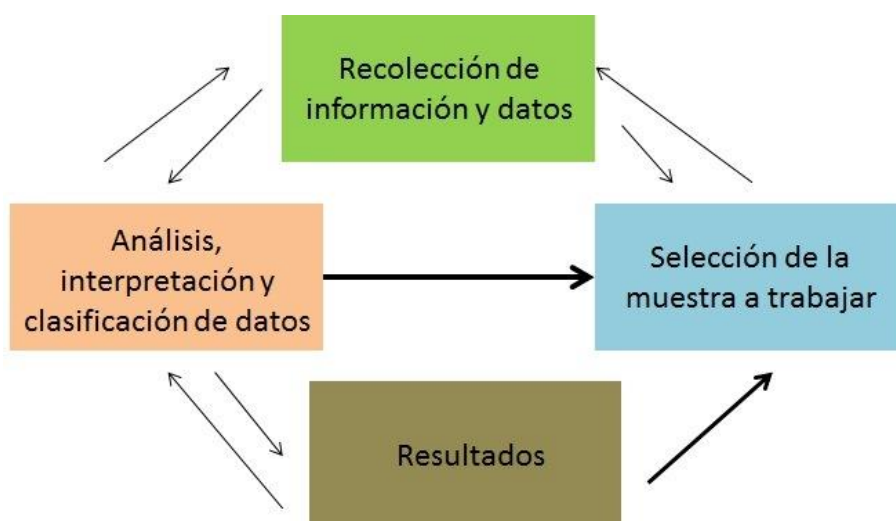 Recolección de
información y datos
Análisis,
interpretación y
clasificación de datos
Selección de la
muestra a trabajar
Resultados